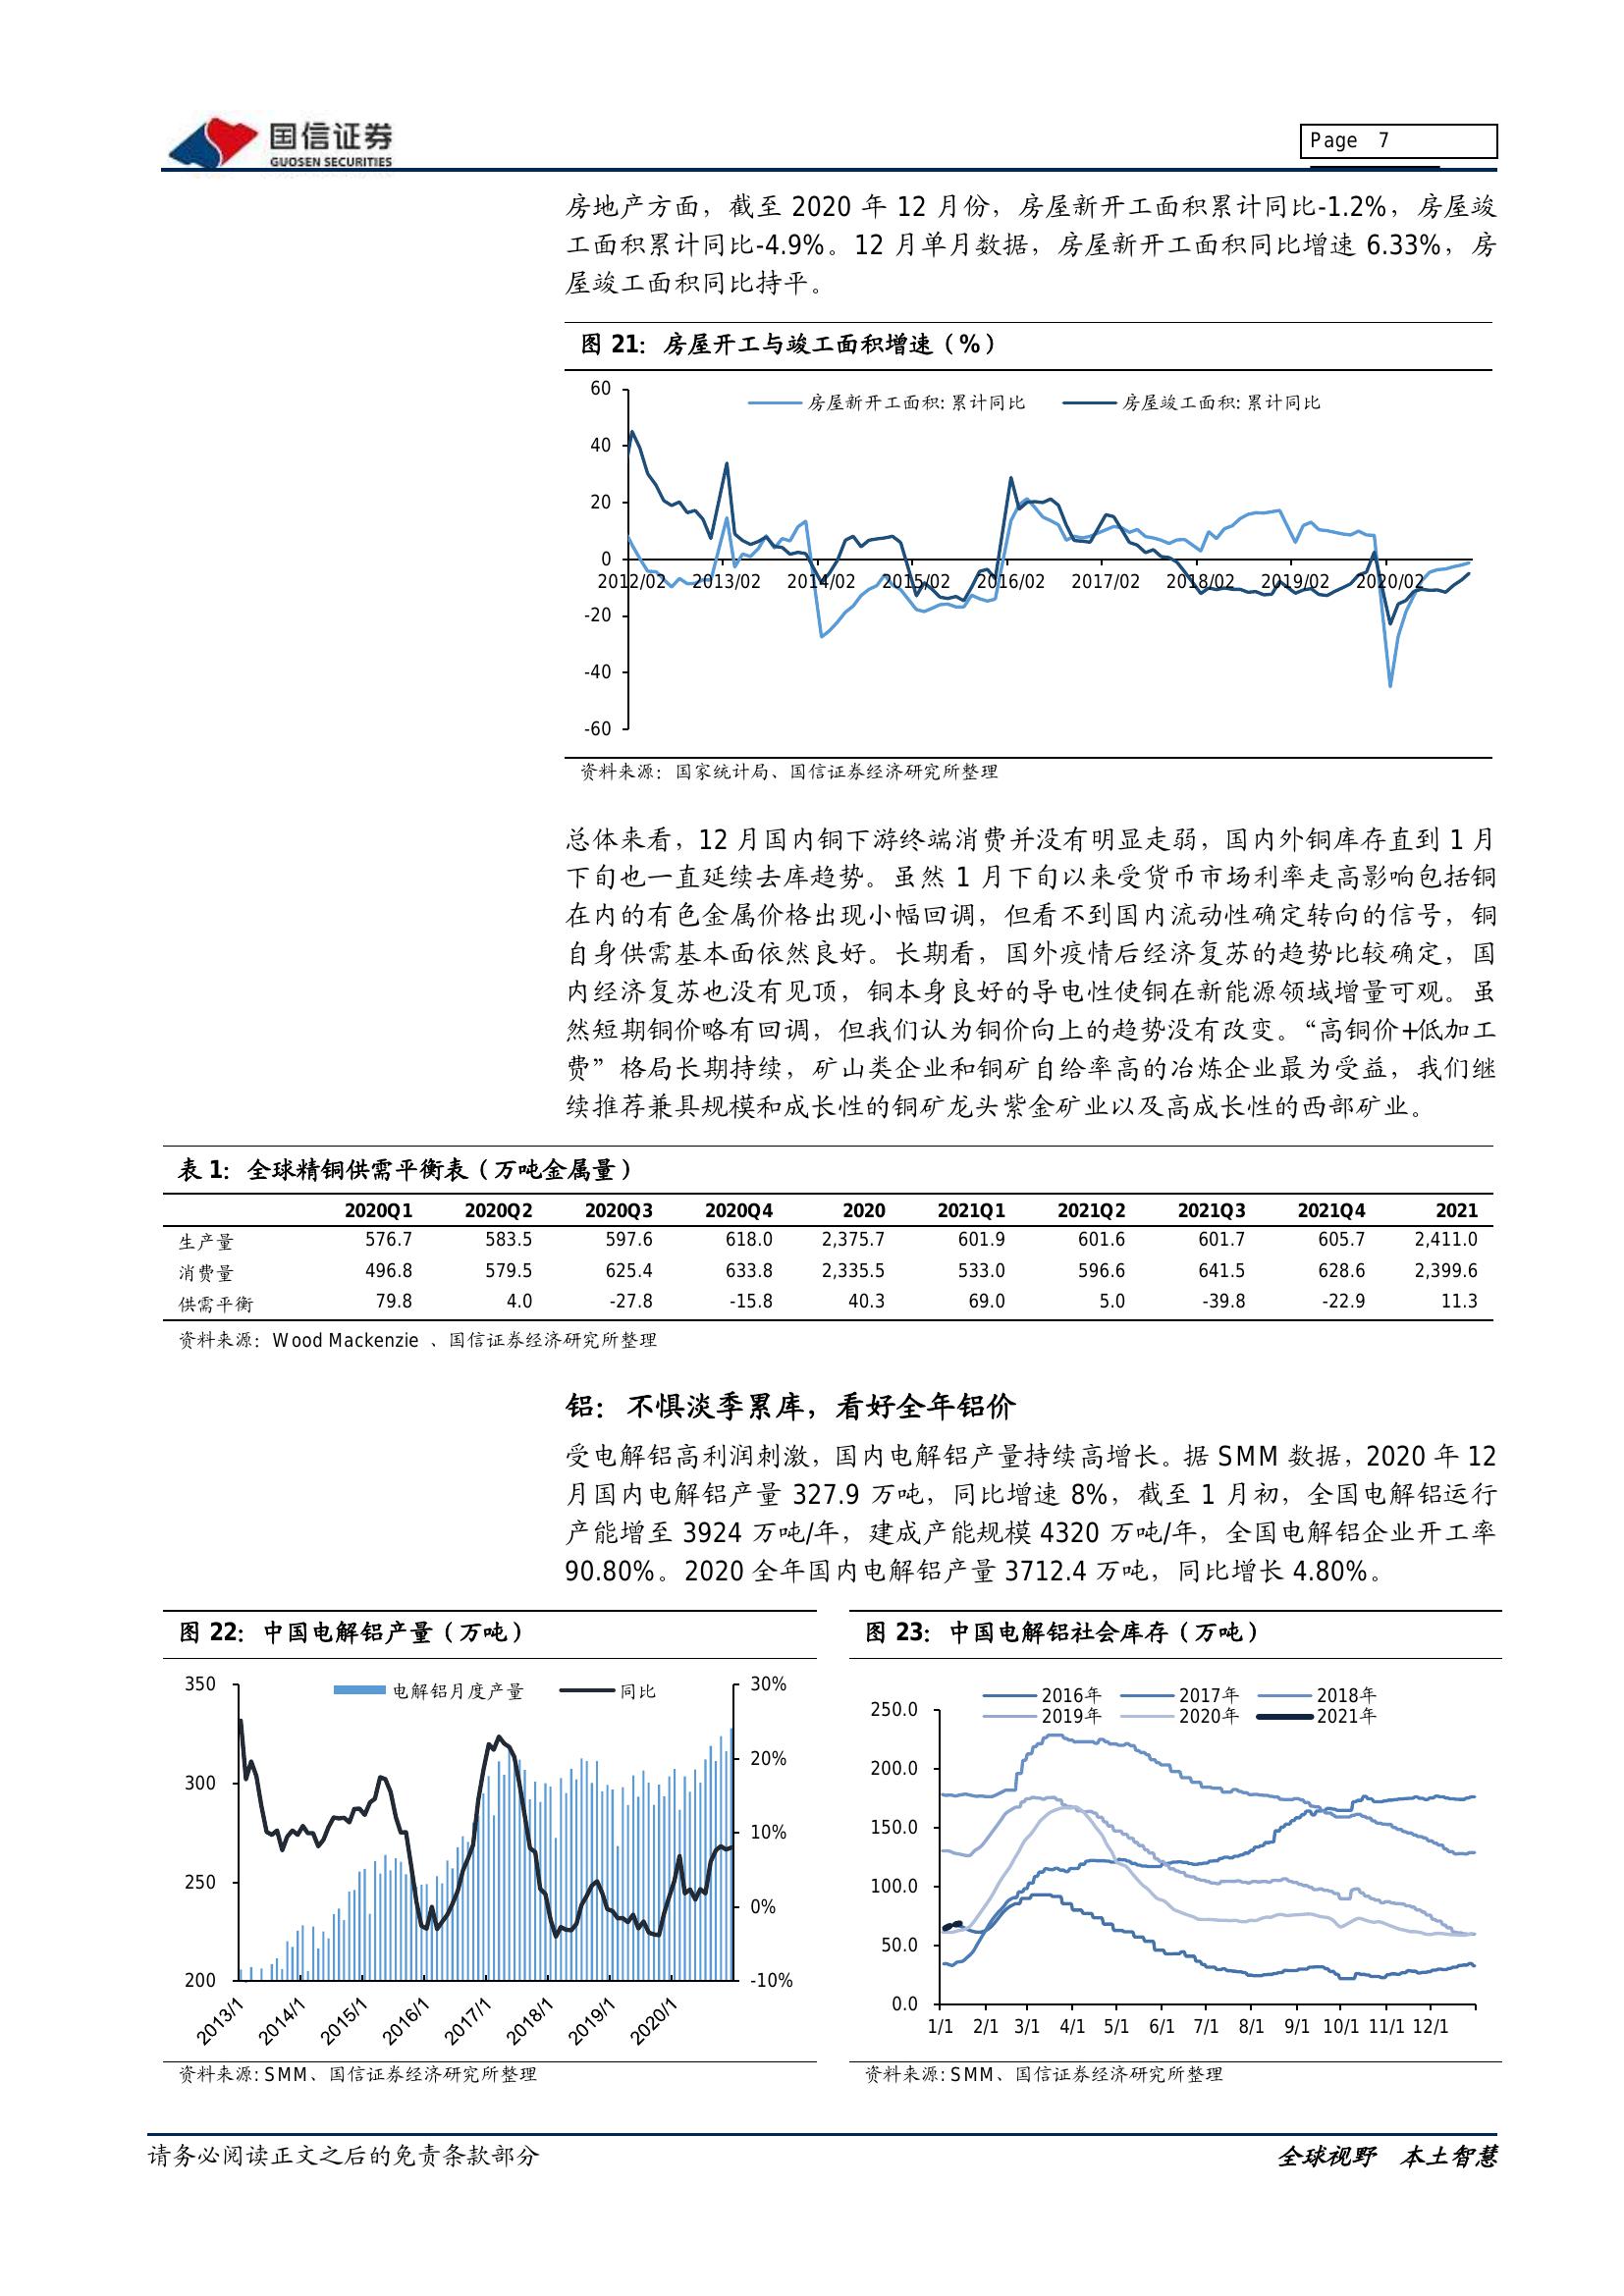 国信证券
GUOSEN SECURITIES
Page 7
房地产方面，截至 2020 年 12 月份，房屋新开工面积累计同比-1.2%，房屋竣
工面积累计同比-4.9%。12 月单月数据，房屋新开工面积同比增速 6.33%，房
屋竣工面积同比持平。
图 21：房屋开工与竣工面积增速（%）
房屋新开工面积:累计同比 房屋竣工面积:累计同比
60
40
20
0
-20
-40
-60
2012/02 2013/02 2014/02 2015/02 2016/02 2017/02 2018/02 2019/02 2020/02
资料来源：国家统计局、国信证券经济研究所整理
总体来看，12 月国内铜下游终端消费并没有明显走弱，国内外铜库存直到 1 月
下旬也一直延续去库趋势。虽然 1 月下旬以来受货币市场利率走高影响包括铜
在内的有色金属价格出现小幅回调，但看不到国内流动性确定转向的信号，铜
自身供需基本面依然良好。长期看，国外疫情后经济复苏的趋势比较确定，国
内经济复苏也没有见顶，铜本身良好的导电性使铜在新能源领域增量可观。虽
然短期铜价略有回调，但我们认为铜价向上的趋势没有改变。“高铜价+低加工
费”格局长期持续，矿山类企业和铜矿自给率高的冶炼企业最为受益，我们继
续推荐兼具规模和成长性的铜矿龙头紫金矿业以及高成长性的西部矿业。
表 1：全球精铜供需平衡表（万吨金属量）
2020Q1 2020Q2 2020Q3 2020Q4 2020 2021Q1 2021Q2 2021Q3 2021Q4 2021
生产量 576.7 583.5 597.6 618.0 2,375.7 601.9 601.6 601.7 605.7 2,411.0
消费量 496.8 579.5 625.4 633.8 2,335.5 533.0 596.6 641.5 628.6 2,399.6
供需平衡 79.8 4.0 -27.8 -15.8 40.3 69.0 5.0 -39.8 -22.9 11.3
资料来源：Wood Mackenzie 、国信证券经济研究所整理
铝：不惧淡季累库，看好全年铝价
受电解铝高利润刺激，国内电解铝产量持续高增长。据 SMM 数据，2020 年 12
月国内电解铝产量 327.9 万吨，同比增速 8%，截至 1 月初，全国电解铝运行
产能增至 3924 万吨/年，建成产能规模 4320 万吨/年，全国电解铝企业开工率
90.80%。2020 全年国内电解铝产量 3712.4 万吨，同比增长 4.80%。
图 22：中国电解铝产量（万吨）
电解铝月度产量 同比
350
300
250
200
30%
20%
10%
0%
-10%
2013/1 2014/1 2015/1 2016/1 2017/1 2018/1 2019/1 2020/1
资料来源:SMM、国信证券经济研究所整理
图 23：中国电解铝社会库存（万吨）
2016年 2017年 2018年
2019年 2020年 2021年
250.0
200.0
150.0
100.0
50.0
0.0
1/1 2/1 3/1 4/1 5/1 6/1 7/1 8/1 9/1 10/1 11/1 12/1
资料来源:SMM、国信证券经济研究所整理
请务必阅读正文之后的免责条款部分
全球视野 本土智慧